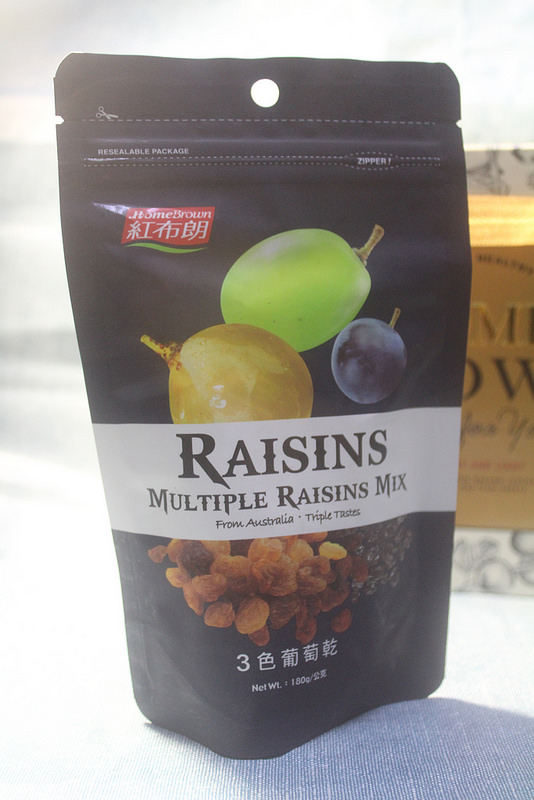 RESEALABLE PACKAGE
ZIPPER!
HomeBrown
紅布朗
RAISINS
MULTIPLE RAISINS MIX
From Australia · Triple Tastes
3色葡萄乾
Net Wt.：180g/公克
HEALTHY